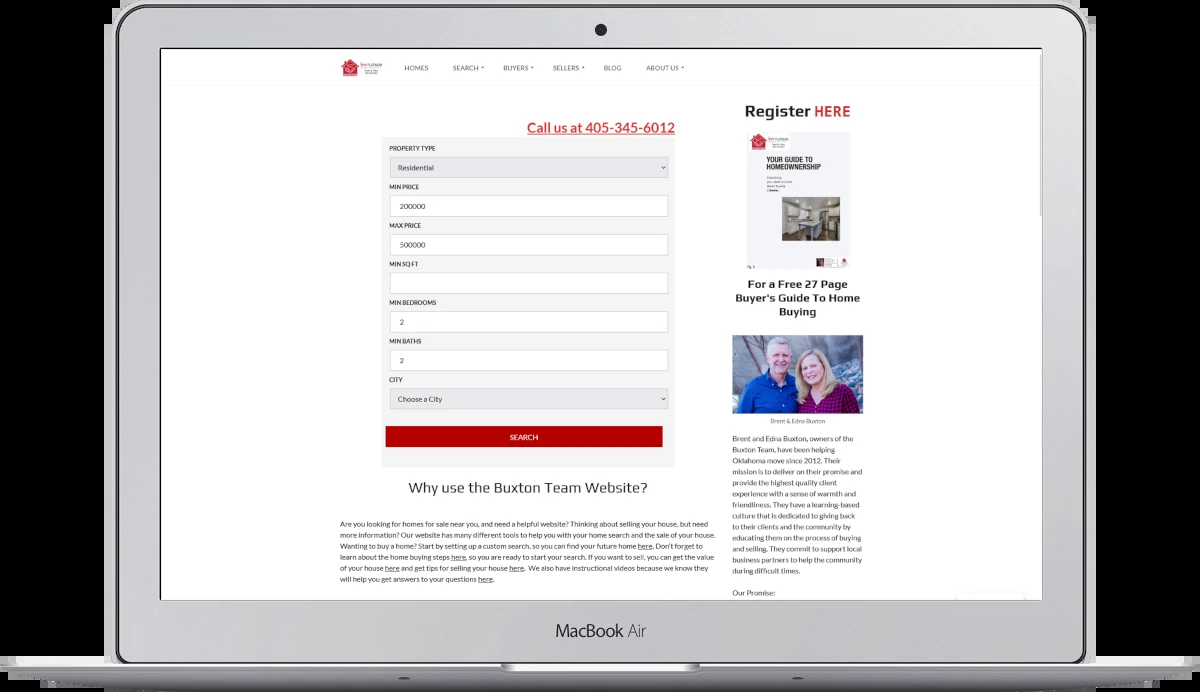 HOMES
SEARCH
BUYERS
SELLERS
BLOG
ABOUT US
Call us at 405-345-6012
PROPERTY TYPE
Residential
MIN PRICE
200000
MAX PRICE
500000
MIN SQ FT
MIN BEDROOMS
2
MIN BATHS
2
CITY
Choose a City
SEARCH
Why use the Buxton Team Website?
Are you looking for homes for sale near you, and need a helpful website? Thinking about selling your house, but need
more information? Our website has many different tools to help you with your home search and the sale of your house.
Wanting to buy a home? Start by setting up a custom search, so you can find your future home here. Don't forget to
learn about the home buying steps here, so you are ready to start your search. If you want to sell, you can get the value
of your house here and get tips for selling your house here. We also have instructional videos because we know they
will help you get answers to your questions here.
Register HERE
YOUR GUIDE TO
HOMEOWNERSHIP
Everything
you need to know
about buying
a home.
For a Free 27 Page
Buyer's Guide To Home
Buying
Brent & Edna Buxton
Brent and Edna Buxton, owners of the
Buxton Team, have been helping
Oklahoma move since 2012. Their
mission is to deliver on their promise and
provide the highest quality client
experience with a sense of warmth and
friendliness. They have a learning-based
culture that is dedicated to giving back
to their clients and the community by
educating them on the process of buying
and selling. They commit to support local
business partners to help the community
during difficult times.
Our Promise:
MacBook Air